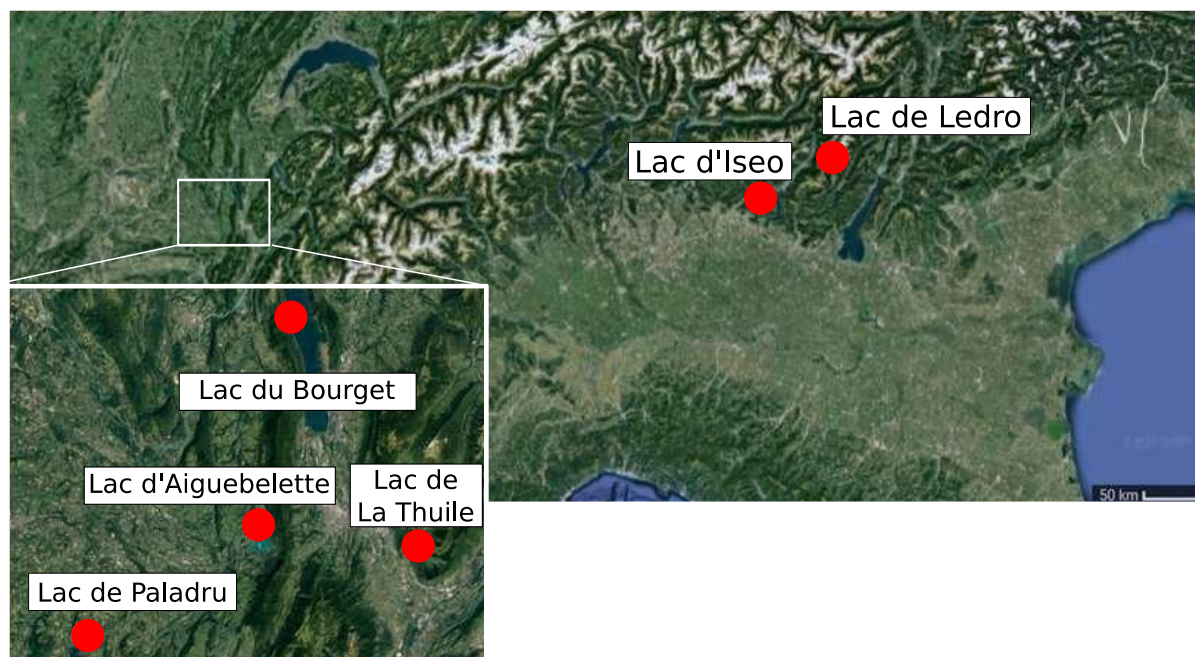 Lac de Ledro
Lac d'Iseo
Lac du Bourget
Lac d'Aiguebelette
Lac de
La Thuile
Lac de Paladru
50 km